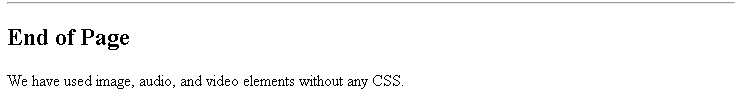 End of Page
We have used image, audio, and video elements without any CSS.